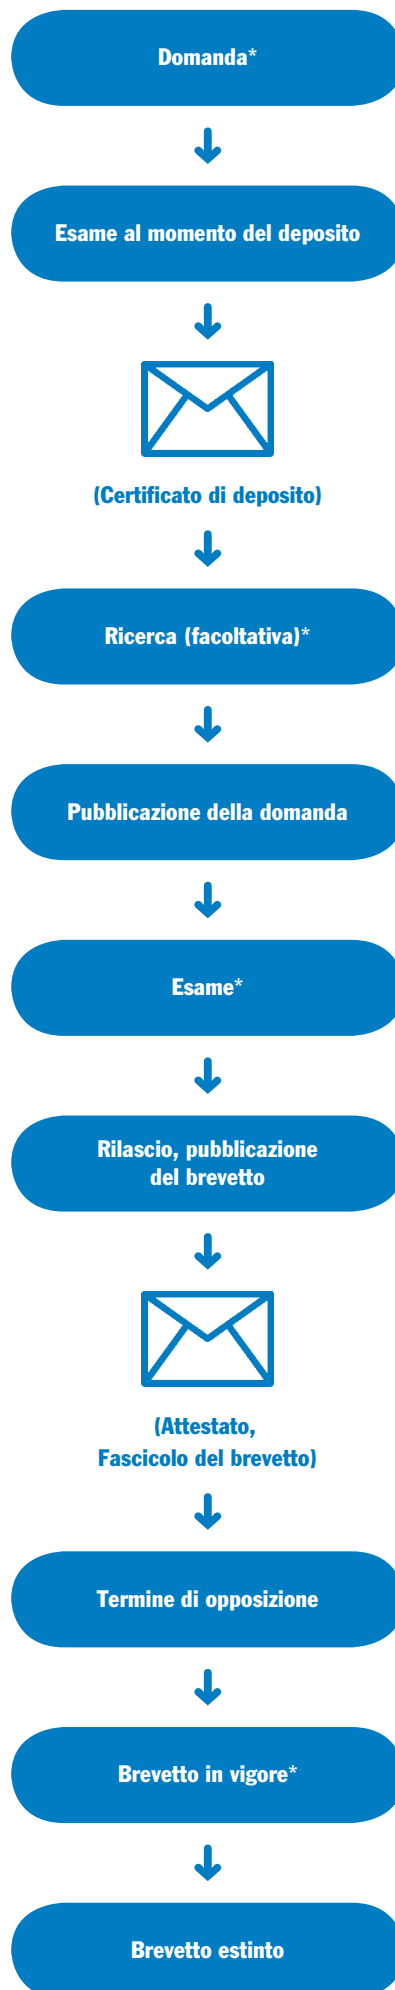 Domanda*
Esame al momento del deposito
(Certificato di deposito)
Ricerca (facoltativa)*
Pubblicazione della domanda
Esame*
Rilascio, pubblicazione
del brevetto
(Attestato,
Fascicolo del brevetto)
Termine di opposizione
Brevetto in vigore*
Brevetto estinto